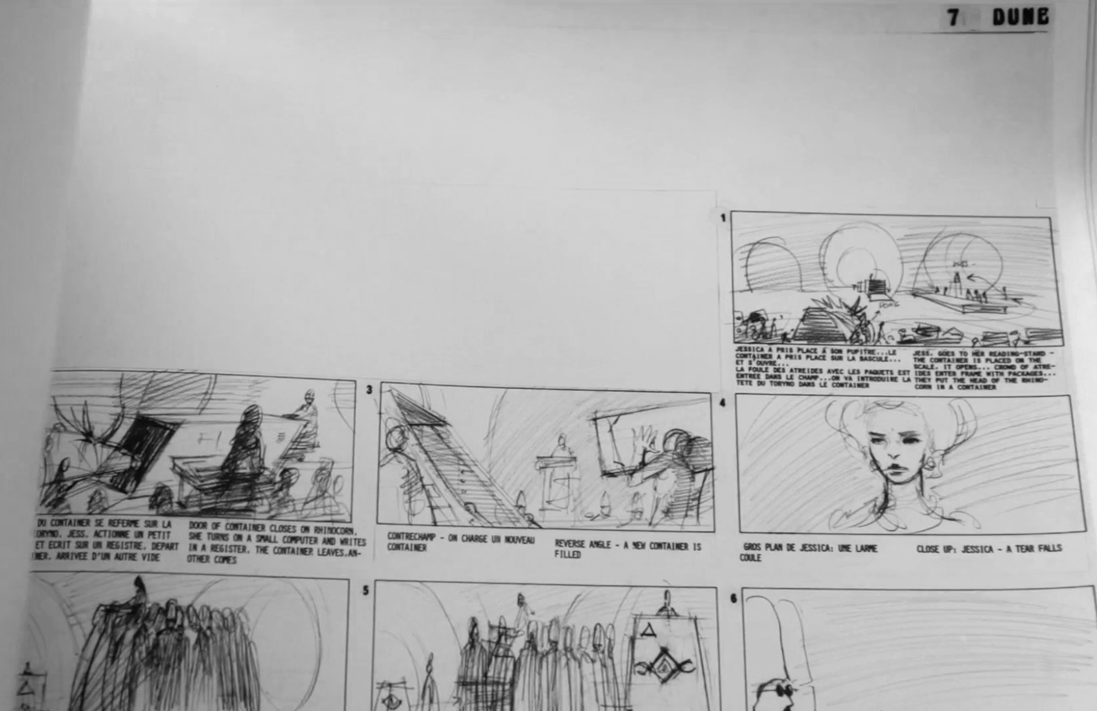 7 DUNE
1
JESSICA A PRIS PLACE À SON PUPITRE...LE
CONTAINER A PRIS PLACE SUR LA BASCULE...
ET S'OUVRE...
LA FOULE DES ATREIDES AVEC LES PAQUETS EST
ENTREE DANS LE CHAMP...ON VA INTRODUIRE LA
TETE DU TORYNO DANS LE CONTAINER
JESS. GOES TO HER READING-STAND -
THE CONTAINER IS PLACED ON THE
SCALE. IT OPENS... CROWD OF ATRE-
IDES ENTER FRAME WITH PACKAGES...
THEY PUT THE HEAD OF THE RHINO-
CORN IN A CONTAINER
DU CONTAINER SE REFERME SUR LA
ORYNO. JESS. ACTIONNE UN PETIT
ET ECRIT SUR UN REGISTRE. DEPART
NER. ARRIVEE D'UN AUTRE VIDE
DOOR OF CONTAINER CLOSES ON RHINOCORN.
SHE TURNS ON A SMALL COMPUTER AND WRITES
IN A REGISTER. THE CONTAINER LEAVES.AN-
OTHER COMES
3
CONTRECHAMP - ON CHARGE UN NOUVEAU
CONTAINER
REVERSE ANGLE - A NEW CONTAINER IS
FILLED
4
GROS PLAN DE JESSICA: UNE LARME
COULE
CLOSE UP: JESSICA - A TEAR FALLS
5
6